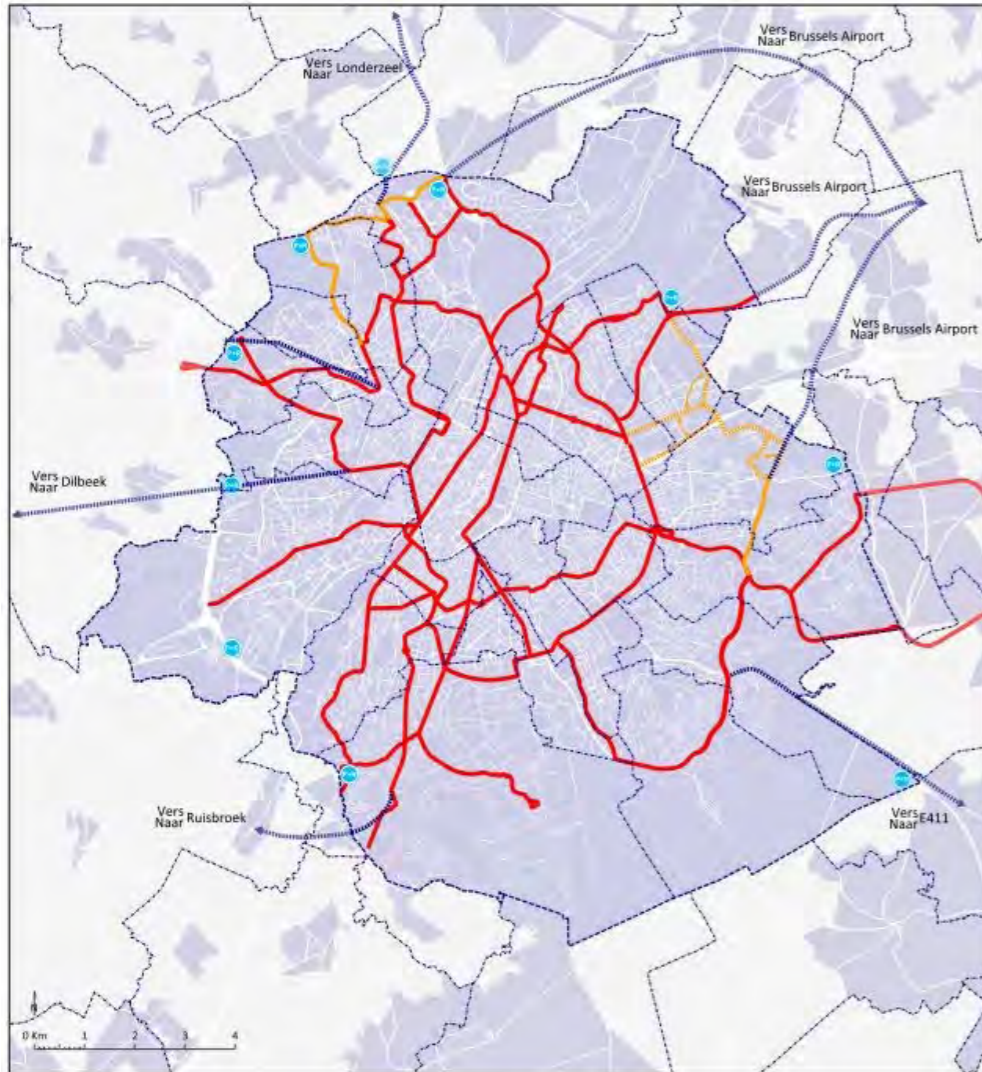 Vers
Naar Brussels Airport
Vers
Naar Londerzeel
Vers
Naar Brussels Airport
Vers
Naar Brussels Airport
Vers
Naar Dilbeek
Vers
Naar Ruisbroek
Vers
Naar E411
N
0 Km 1 2 4